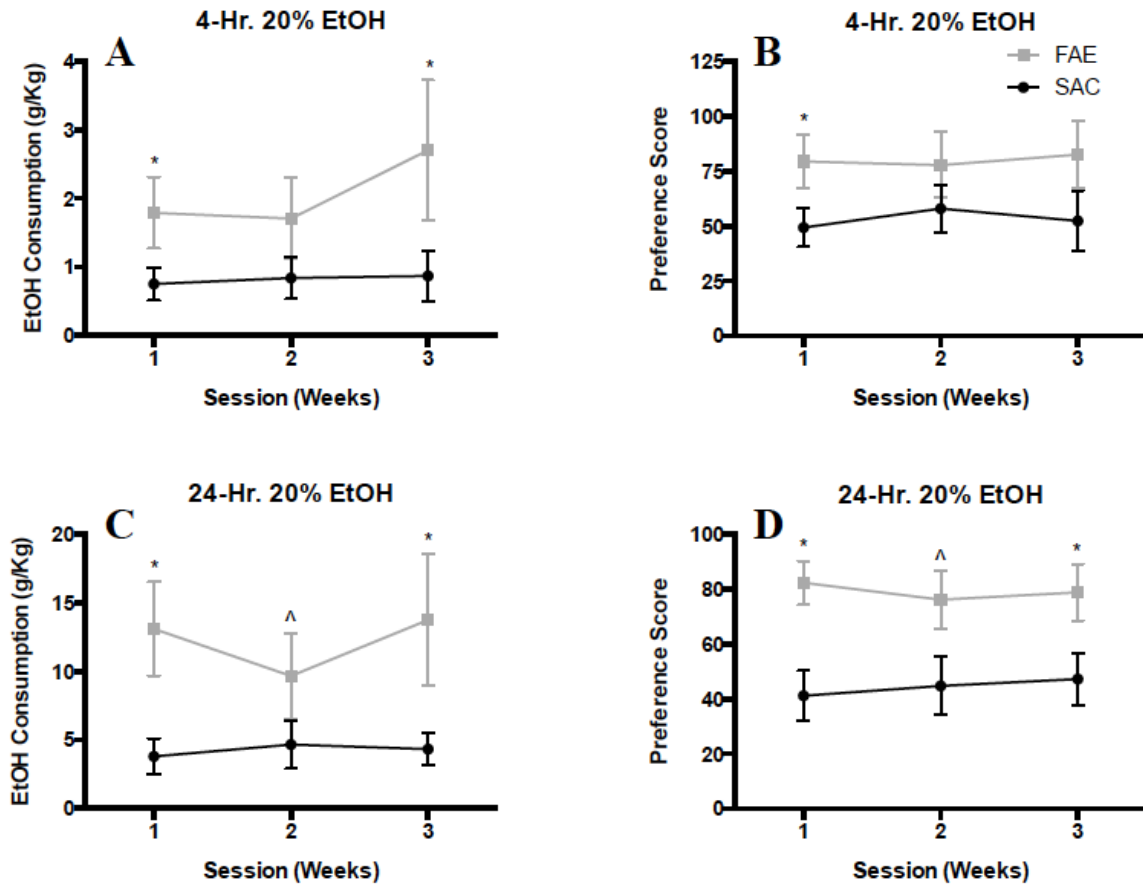 4-Hr. 20% EtOH
A
EtOH Consumption (g/Kg)
4
3
2
1
0
*
*
1 2 3
Session (Weeks)
4-Hr. 20% EtOH
B
FAE
SAC
Preference Score
125
100
75
50
25
0
*
1 2 3
Session (Weeks)
24-Hr. 20% EtOH
C
EtOH Consumption (g/Kg)
20
15
10
5
0
*
^
*
1 2 3
Session (Weeks)
24-Hr. 20% EtOH
D
Preference Score
100
80
60
40
20
0
*
^
*
1 2 3
Session (Weeks)